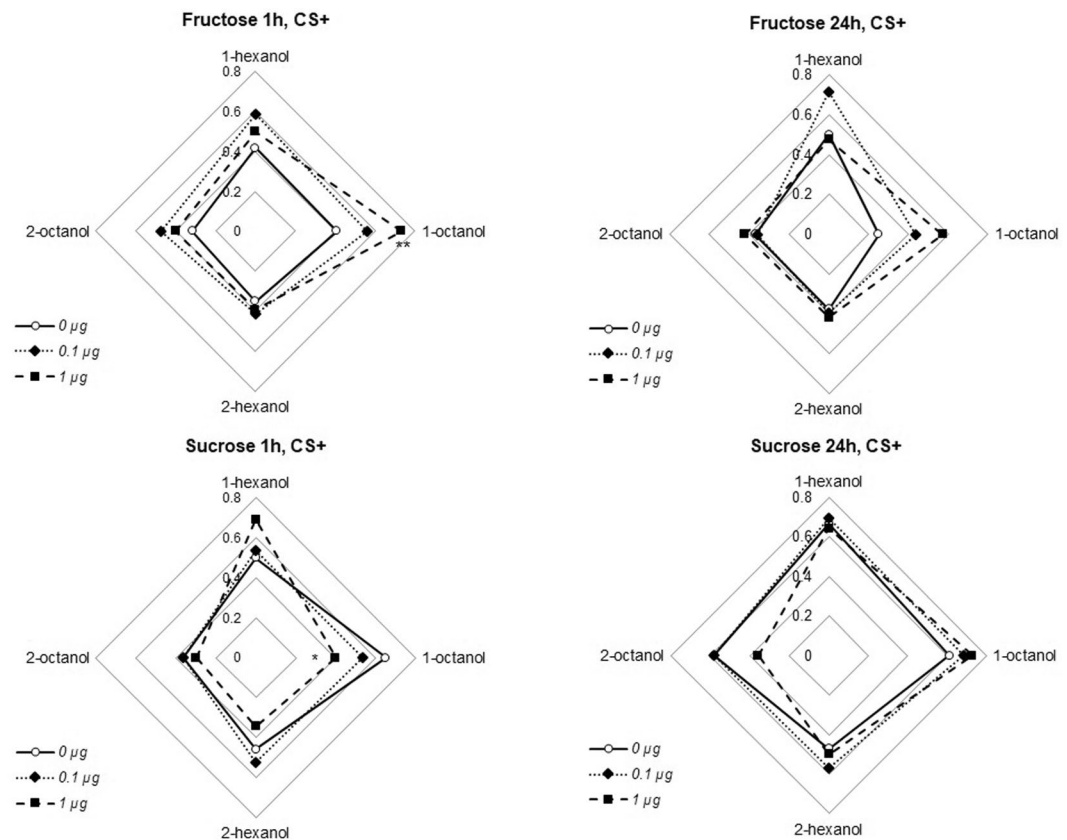 Fructose 1h, CS+
1-hexanol
0.8
0.6
0.4
0.2
0
2-octanol
1-octanol
**
2-hexanol
0 µg
0.1 µg
1 µg
Fructose 24h, CS+
1-hexanol
0.8
0.6
0.4
0.2
0
2-octanol
1-octanol
2-hexanol
0 µg
0.1 µg
1 µg
Sucrose 1h, CS+
1-hexanol
0.8
0.6
0.4
0.2
0
2-octanol
*
1-octanol
2-hexanol
0 µg
0.1 µg
1 µg
Sucrose 24h, CS+
1-hexanol
0.8
0.6
0.4
0.2
0
2-octanol
1-octanol
2-hexanol
0 µg
0.1 µg
1 µg